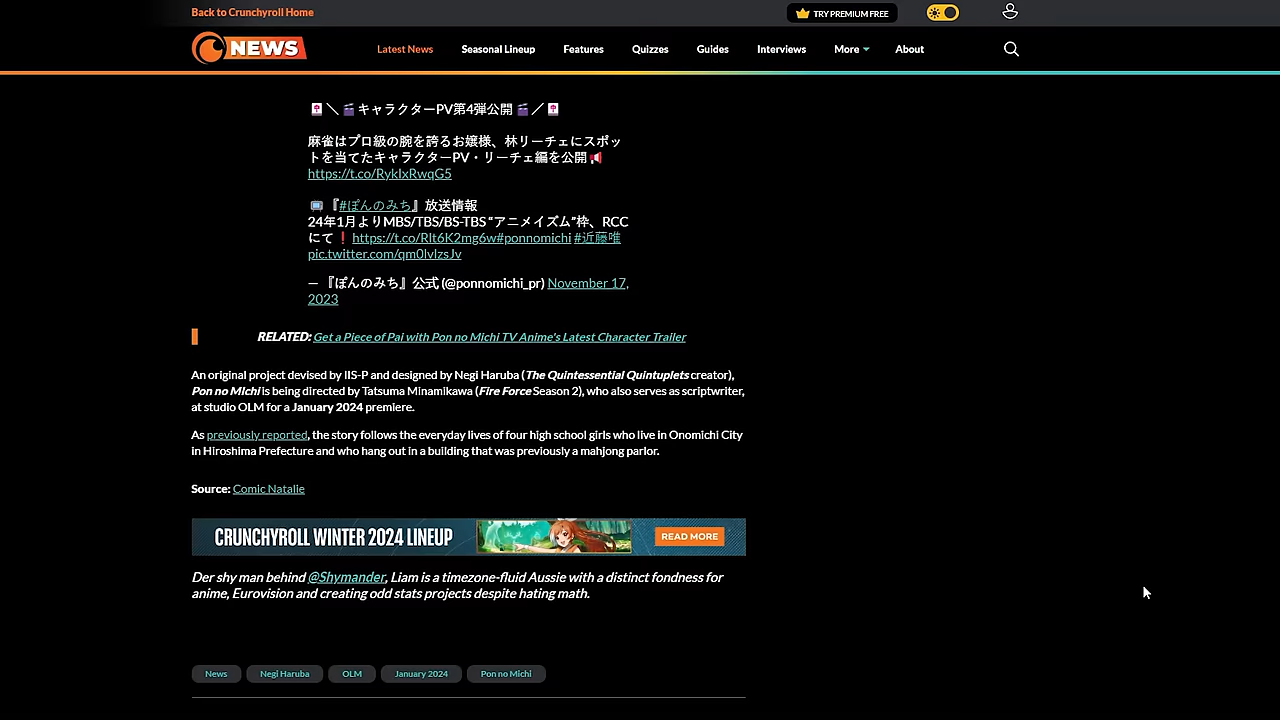 Back to Crunchyroll Home
TRY PREMIUM FREE
NEWS
Latest News
Seasonal Lineup
Features
Quizzes
Guides
Interviews
More
About
🃏＼🎬キャラクターPV第4弾公開🎬／🃏
麻雀はプロ級の腕を誇るお嬢様、林リーチェにスポッ
トを当てたキャラクターPV・リーチェ編を公開📢
https://t.co/RykIxRwqG5
📺『#ぽんのみち』放送情報
24年1月よりMBS/TBS/BS-TBS“アニメイズム”枠、RCC
にて❗ https://t.co/RIt6K2mg6w#ponnomichi #近藤唯
pic.twitter.com/qm0lvIzsJv
— 『ぽんのみち』公式 (@ponnomichi_pr) November 17,
2023
RELATED: Get a Piece of Pai with Pon no Michi TV Anime's Latest Character Trailer
An original project devised by IIS-P and designed by Negi Haruba (The Quintessential Quintuplets creator),
Pon no Michi is being directed by Tatsuma Minamikawa (Fire Force Season 2), who also serves as scriptwriter,
at studio OLM for a January 2024 premiere.
As previously reported, the story follows the everyday lives of four high school girls who live in Onomichi City
in Hiroshima Prefecture and who hang out in a building that was previously a mahjong parlor.
Source: Comic Natalie
CRUNCHYROLL WINTER 2024 LINEUP
READ MORE
Der shy man behind @Shymander, Liam is a timezone-fluid Aussie with a distinct fondness for
anime, Eurovision and creating odd stats projects despite hating math.
News
Negi Haruba
OLM
January 2024
Pon no Michi